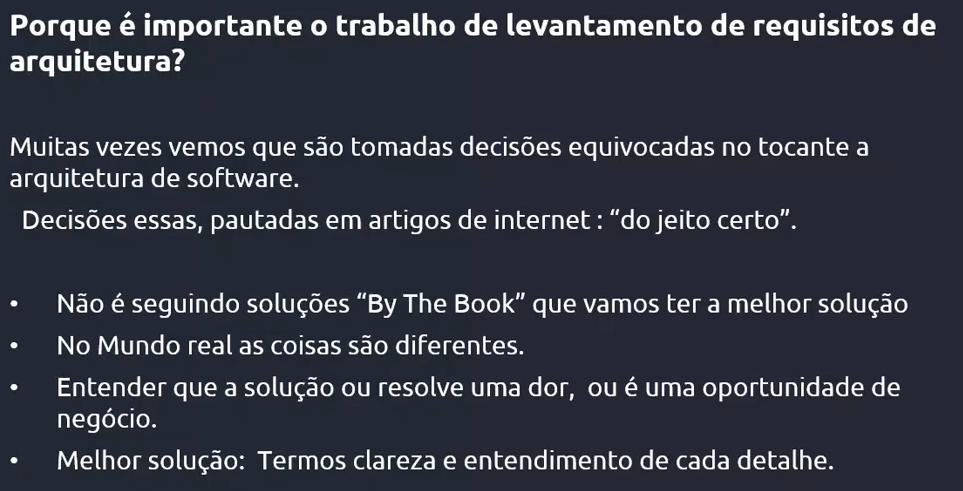 Porque é importante o trabalho de levantamento de requisitos de
arquitetura?
Muitas vezes vemos que são tomadas decisões equivocadas no tocante a
arquitetura de software.
Decisões essas, pautadas em artigos de internet : “do jeito certo”.
• Não é seguindo soluções “By The Book” que vamos ter a melhor solução
• No Mundo real as coisas são diferentes.
• Entender que a solução ou resolve uma dor, ou é uma oportunidade de
negócio.
• Melhor solução: Termos clareza e entendimento de cada detalhe.